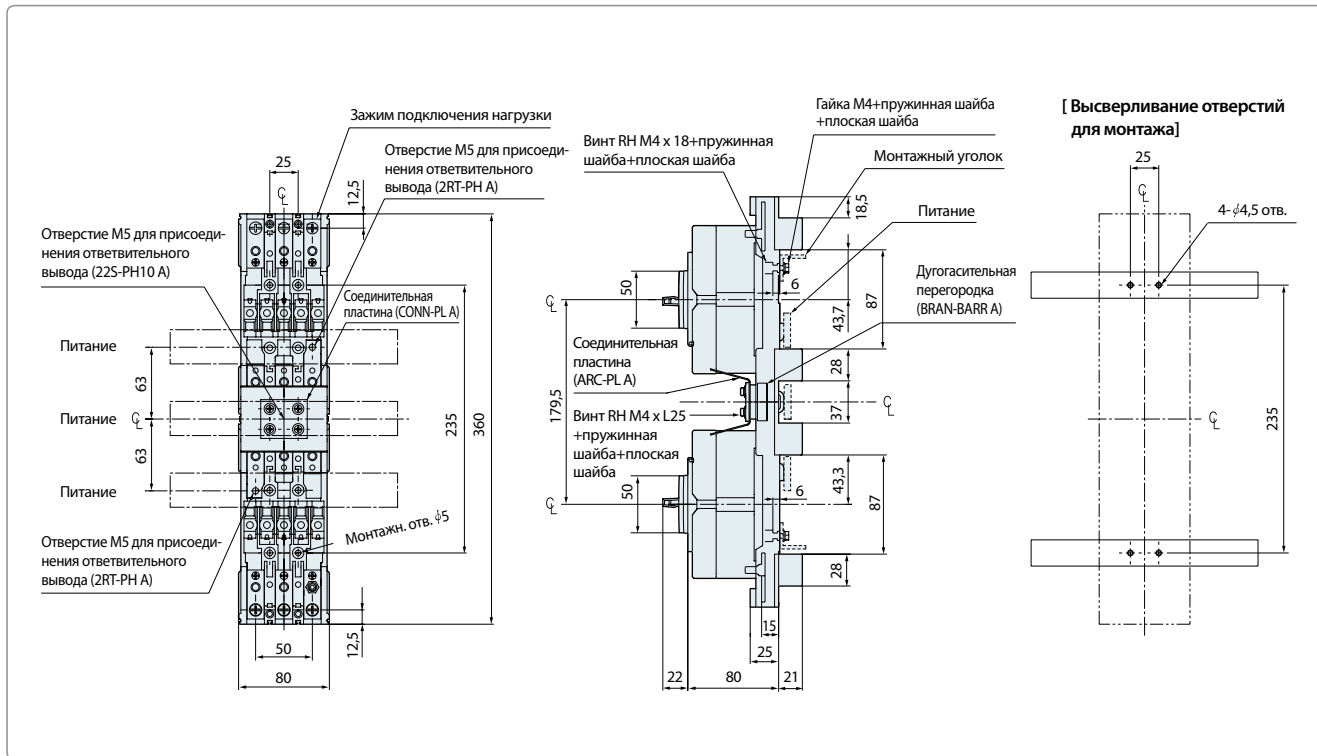 Зажим подключения нагрузки
Отверстие М5 для присоеди-
нения ответвительного
вывода (2RT-PH A)
25
℄
12,5
Отверстие М5 для присоеди-
нения ответвительного
вывода (22S-PH10 A)
Соединительная
пластина (CONN-PL A)
Питание
63
Питание
℄
63
Питание
235
360
Отверстие М5 для присоеди-
нения ответвительного
вывода (2RT-PH A)
Монтажн. отв. ϕ5
12,5
50
80
Гайка М4+пружинная шайба
+плоская шайба
Винт RH M4 x 18+пружинная
шайба+плоская шайба
Монтажный уголок
18,5
Питание
50
℄
6
43,7
87
Дугогасительная
перегородка
(BRAN-BARR A)
Соединительная
пластина
(ARC-PL A)
28
179,5
37
℄
Винт RH M4 x L25
+пружинная
шайба+плоская
шайба
50
℄
6
43,3
87
28
15
25
22
80
21
[ Высверливание отверстий
для монтажа]
25
℄
4-ϕ4,5 отв.
℄
235